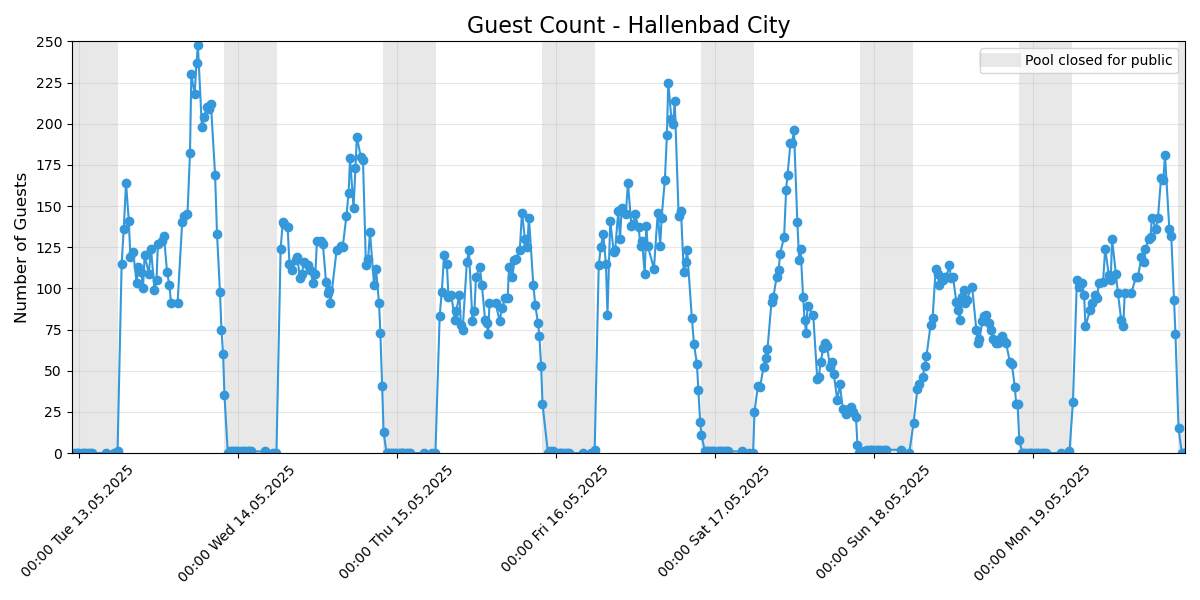 Guest Count - Hallenbad City
Pool closed for public
Number of Guests
250
225
200
175
150
125
100
75
50
25
0
00:00 Tue 13.05.2025
00:00 Wed 14.05.2025
00:00 Thu 15.05.2025
00:00 Fri 16.05.2025
00:00 Sat 17.05.2025
00:00 Sun 18.05.2025
00:00 Mon 19.05.2025